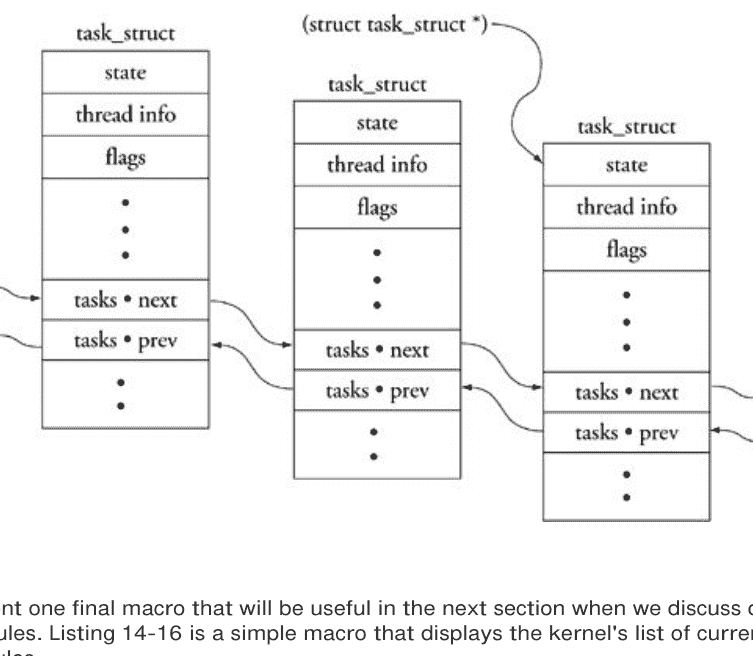 task_struct
state
thread info
flags
tasks • next
tasks • prev
(struct task_struct *)
task_struct
state
thread info
flags
tasks • next
tasks • prev
task_struct
state
thread info
flags
tasks • next
tasks • prev
one final macro that will be useful in the next section when we discuss
Listing 14-16 is a simple macro that displays the kernel's list of